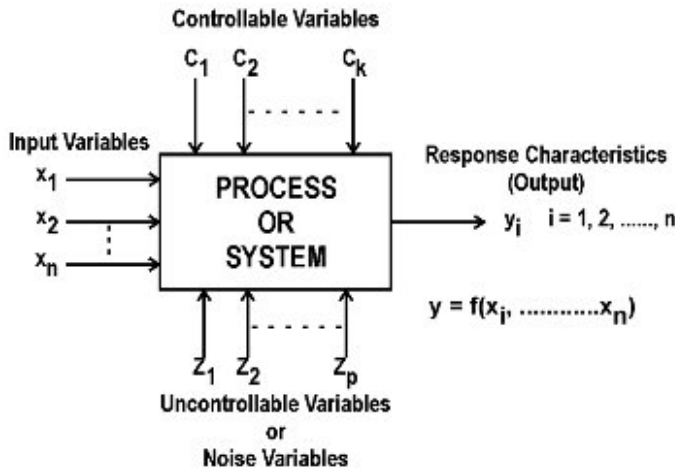 Controllable Variables
C1 C2 Ck
Input Variables
x1
x2
xn
PROCESS
OR
SYSTEM
Response Characteristics
(Output)
yi i = 1, 2, ......, n
y = f(xi, ............xn)
Z1 Z2 Zp
Uncontrollable Variables
or
Noise Variables